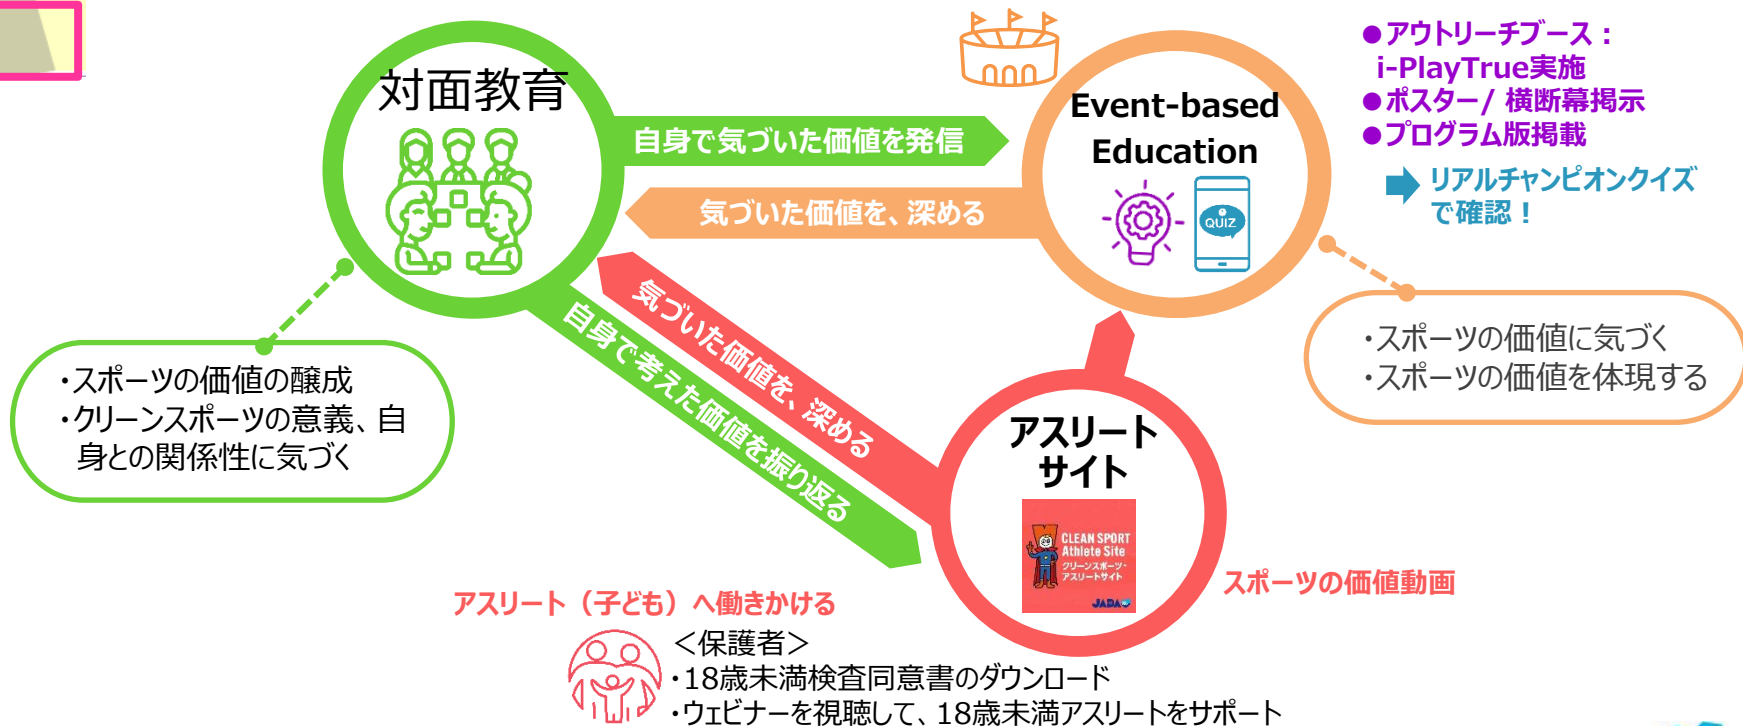 対面教育
自身で気づいた価値を発信
気づいた価値を、深める
Event-based
Education
QUIZ
●アウトリーチブース：
i-PlayTrue実施
●ポスター/ 横断幕掲示
●プログラム版掲載
リアルチャンピオンクイズ
で確認！
・スポーツの価値に気づく
・スポーツの価値を体現する
・スポーツの価値の醸成
・クリーンスポーツの意義、自
身との関係性に気づく
気づいた価値を、深める
自身で考えた価値を振り返る
アスリート
サイト
CLEAN SPORT
Athlete Site
クリーンスポーツ・
アスリートサイト
JADA
スポーツの価値動画
アスリート（子ども）へ働きかける
＜保護者＞
・18歳未満検査同意書のダウンロード
・ウェビナーを視聴して、18歳未満アスリートをサポート